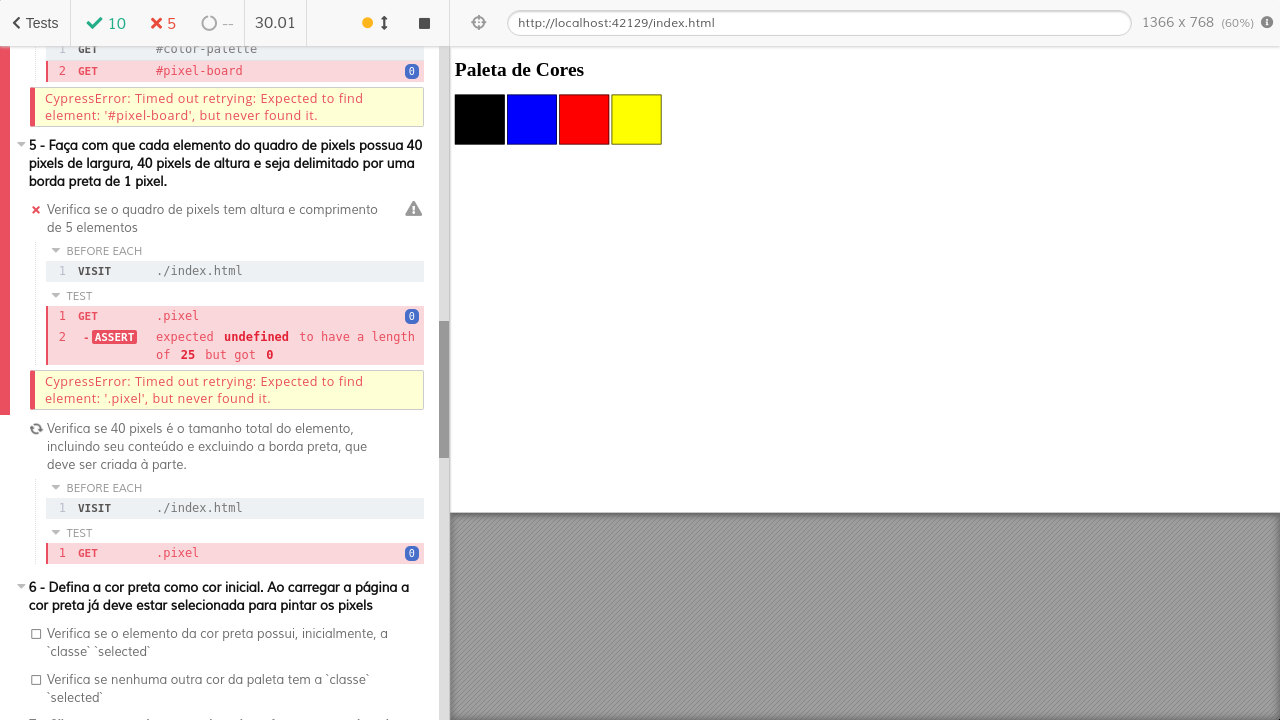 Tests 10 5 -- 30.01
http://localhost:42129/index.html 1366 x 768 (60%)
1 GET #color-palette
2 GET #pixel-board 0
CypressError: Timed out retrying: Expected to find
element: '#pixel-board', but never found it.
5 - Faça com que cada elemento do quadro de pixels possua 40
pixels de largura, 40 pixels de altura e seja delimitado por uma
borda preta de 1 pixel.
Verifica se o quadro de pixels tem altura e comprimento
de 5 elementos
BEFORE EACH
1 VISIT ./index.html
TEST
1 GET .pixel 0
2 -ASSERT expected undefined to have a length
of 25 but got 0
CypressError: Timed out retrying: Expected to find
element: '.pixel', but never found it.
Verifica se 40 pixels é o tamanho total do elemento,
incluindo seu conteúdo e excluindo a borda preta, que
deve ser criada à parte.
BEFORE EACH
1 VISIT ./index.html
TEST
1 GET .pixel 0
6 - Defina a cor preta como cor inicial. Ao carregar a página a
cor preta já deve estar selecionada para pintar os pixels
Verifica se o elemento da cor preta possui, inicialmente, a
`classe` `selected`
Verifica se nenhuma outra cor da paleta tem a `classe`
`selected`
Paleta de Cores